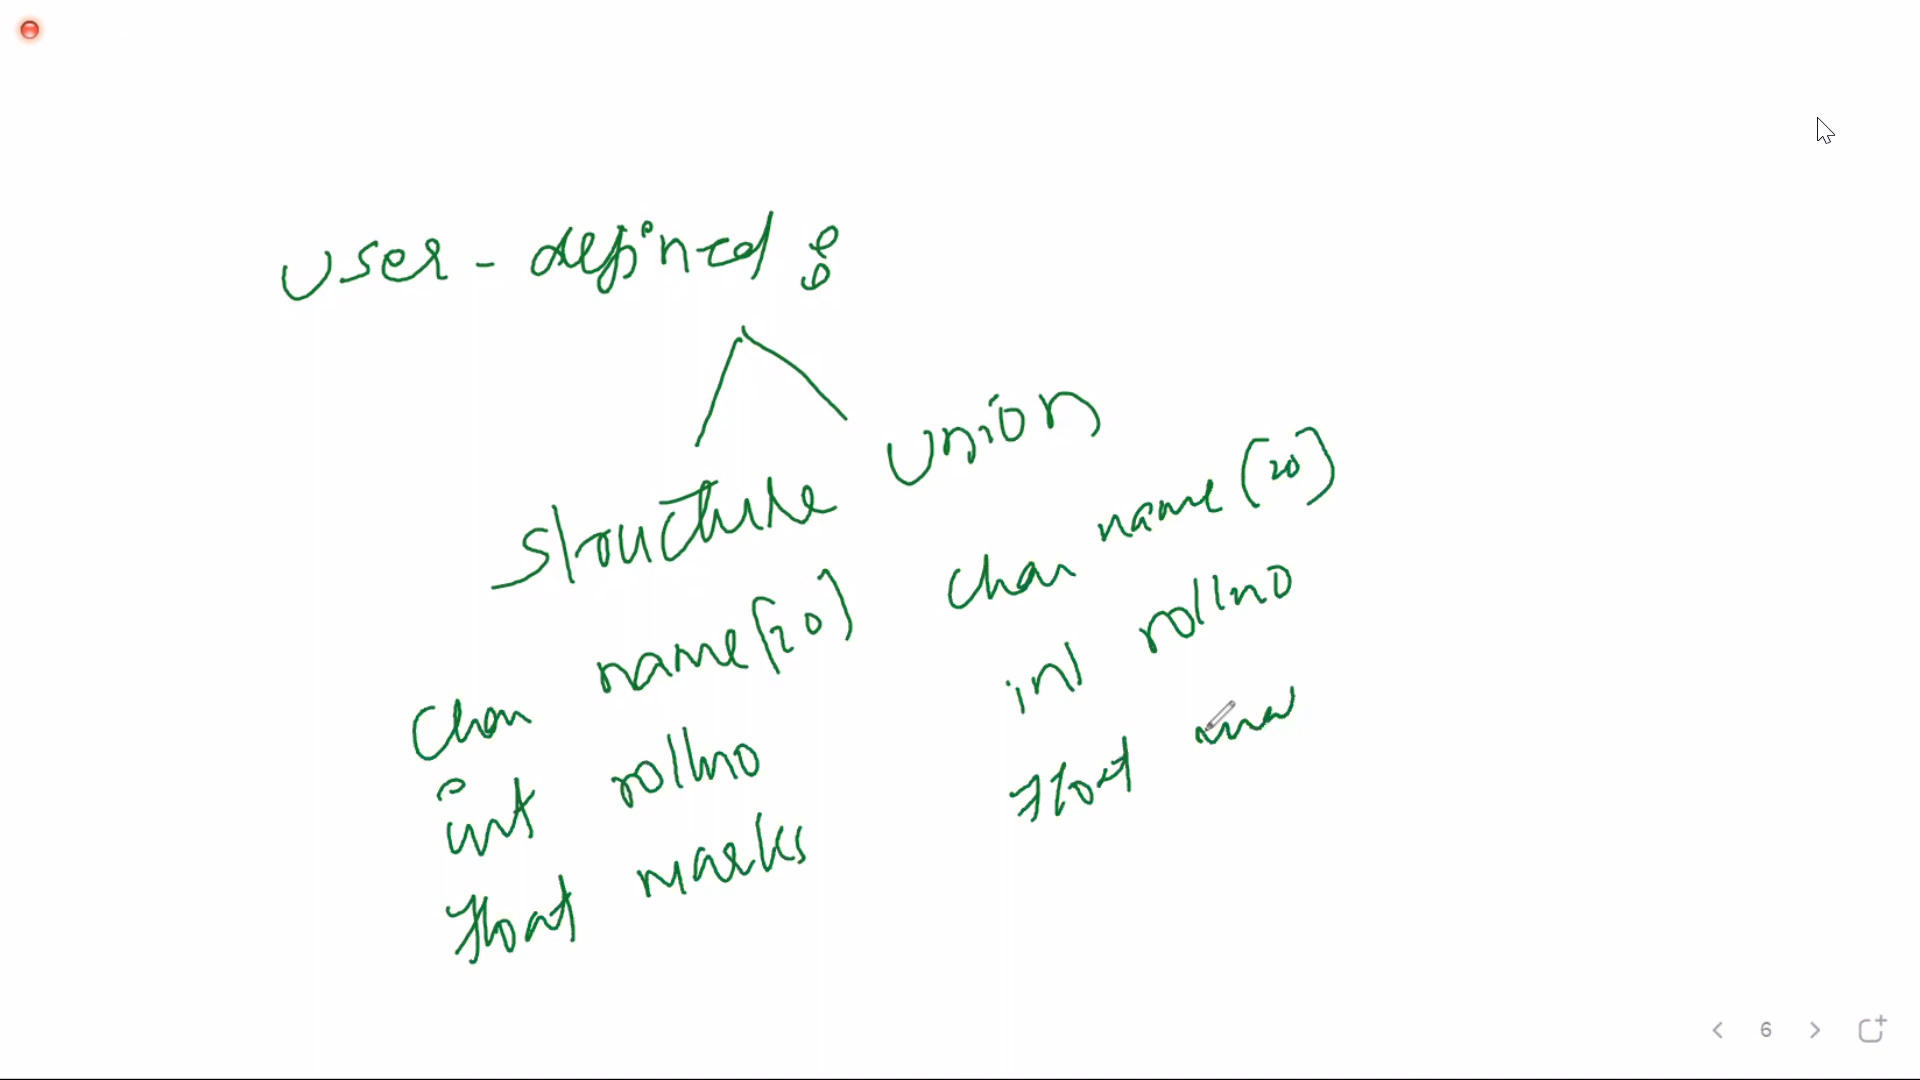 User-defined :
Structure
char name[20]
int rollno
float marks
Union
char name[20]
int rollno
float
6